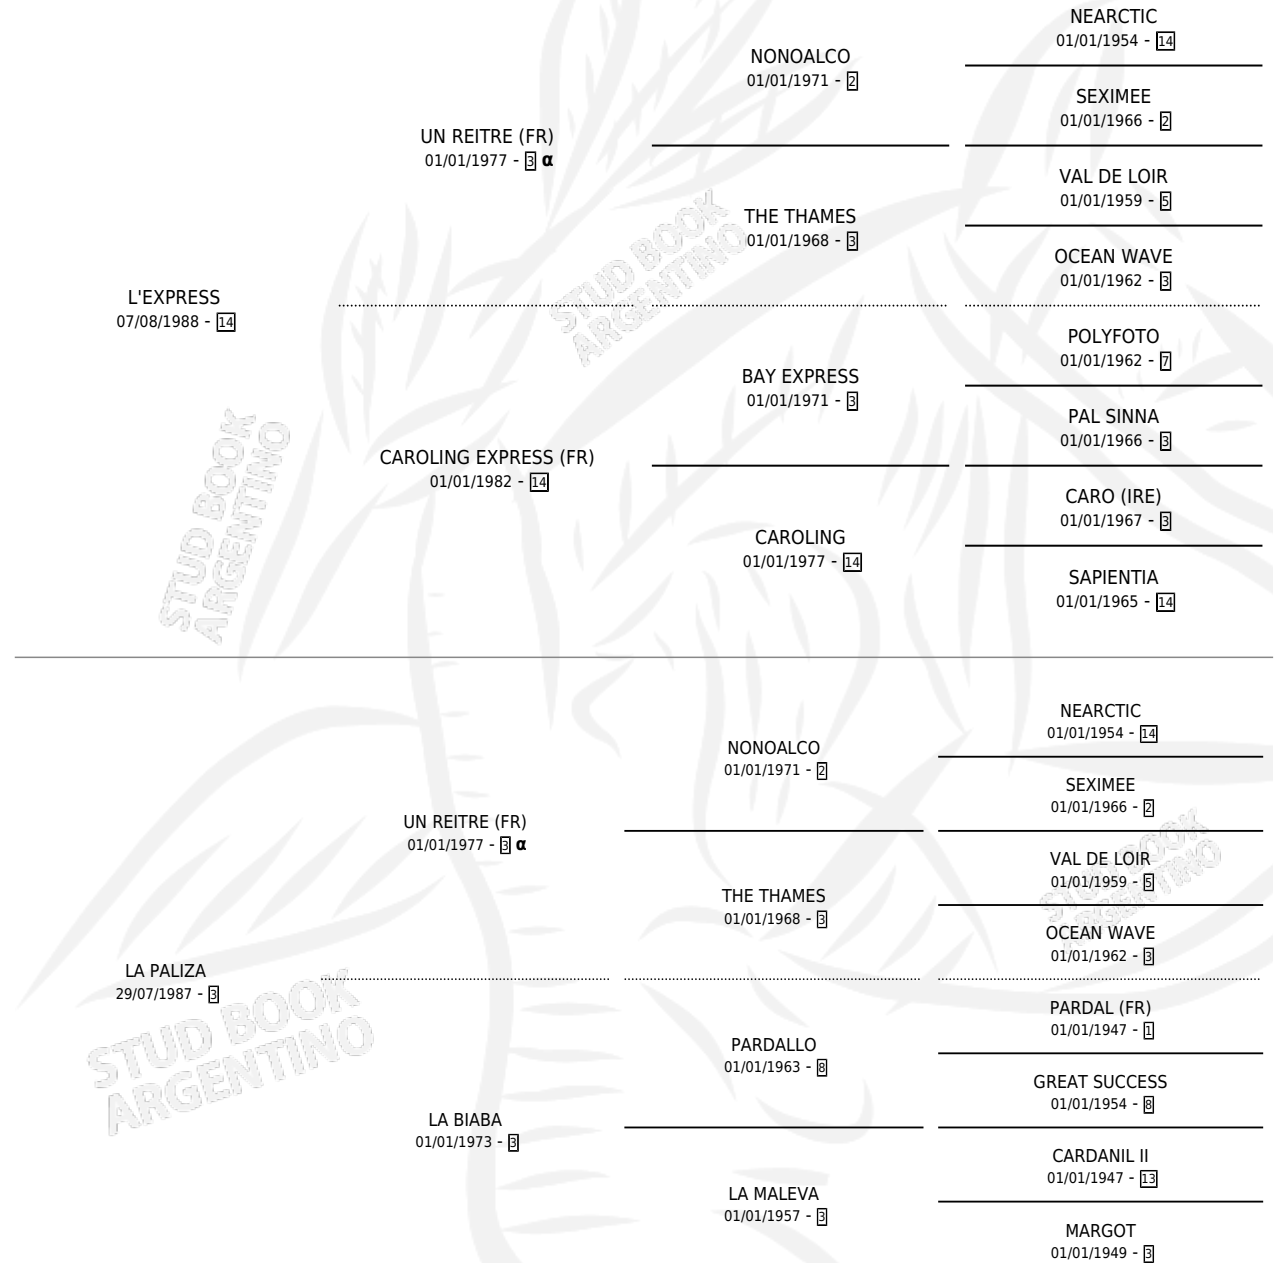 NEARCTIC
01/01/1954 - 14
NONOALCO
01/01/1971 - 2
SEXIMEE
01/01/1966 - 2
UN REITRE (FR)
01/01/1977 - 3 α
VAL DE LOIR
01/01/1959 - 5
THE THAMES
01/01/1968 - 3
OCEAN WAVE
01/01/1962 - 3
L'EXPRESS
07/08/1988 - 14
POLYFOTO
01/01/1962 - 7
BAY EXPRESS
01/01/1971 - 3
PAL SINNA
01/01/1966 - 3
CAROLING EXPRESS (FR)
01/01/1982 - 14
CARO (IRE)
01/01/1967 - 3
CAROLING
01/01/1977 - 14
SAPIENTIA
01/01/1965 - 14
STUD BOOK
ARGENTINO
STUD BOOK
ARGENTINO
NEARCTIC
01/01/1954 - 14
NONOALCO
01/01/1971 - 2
SEXIMEE
01/01/1966 - 2
UN REITRE (FR)
01/01/1977 - 3 α
VAL DE LOIR
01/01/1959 - 5
THE THAMES
01/01/1968 - 3
OCEAN WAVE
01/01/1962 - 3
LA PALIZA
29/07/1987 - 3
PARDAL (FR)
01/01/1947 - 1
PARDALLO
01/01/1963 - 8
GREAT SUCCESS
01/01/1954 - 8
LA BIABA
01/01/1973 - 3
CARDANIL II
01/01/1947 - 13
LA MALEVA
01/01/1957 - 3
MARGOT
01/01/1949 - 3
STUD BOOK
ARGENTINO
STUD BOOK
ARGENTINO